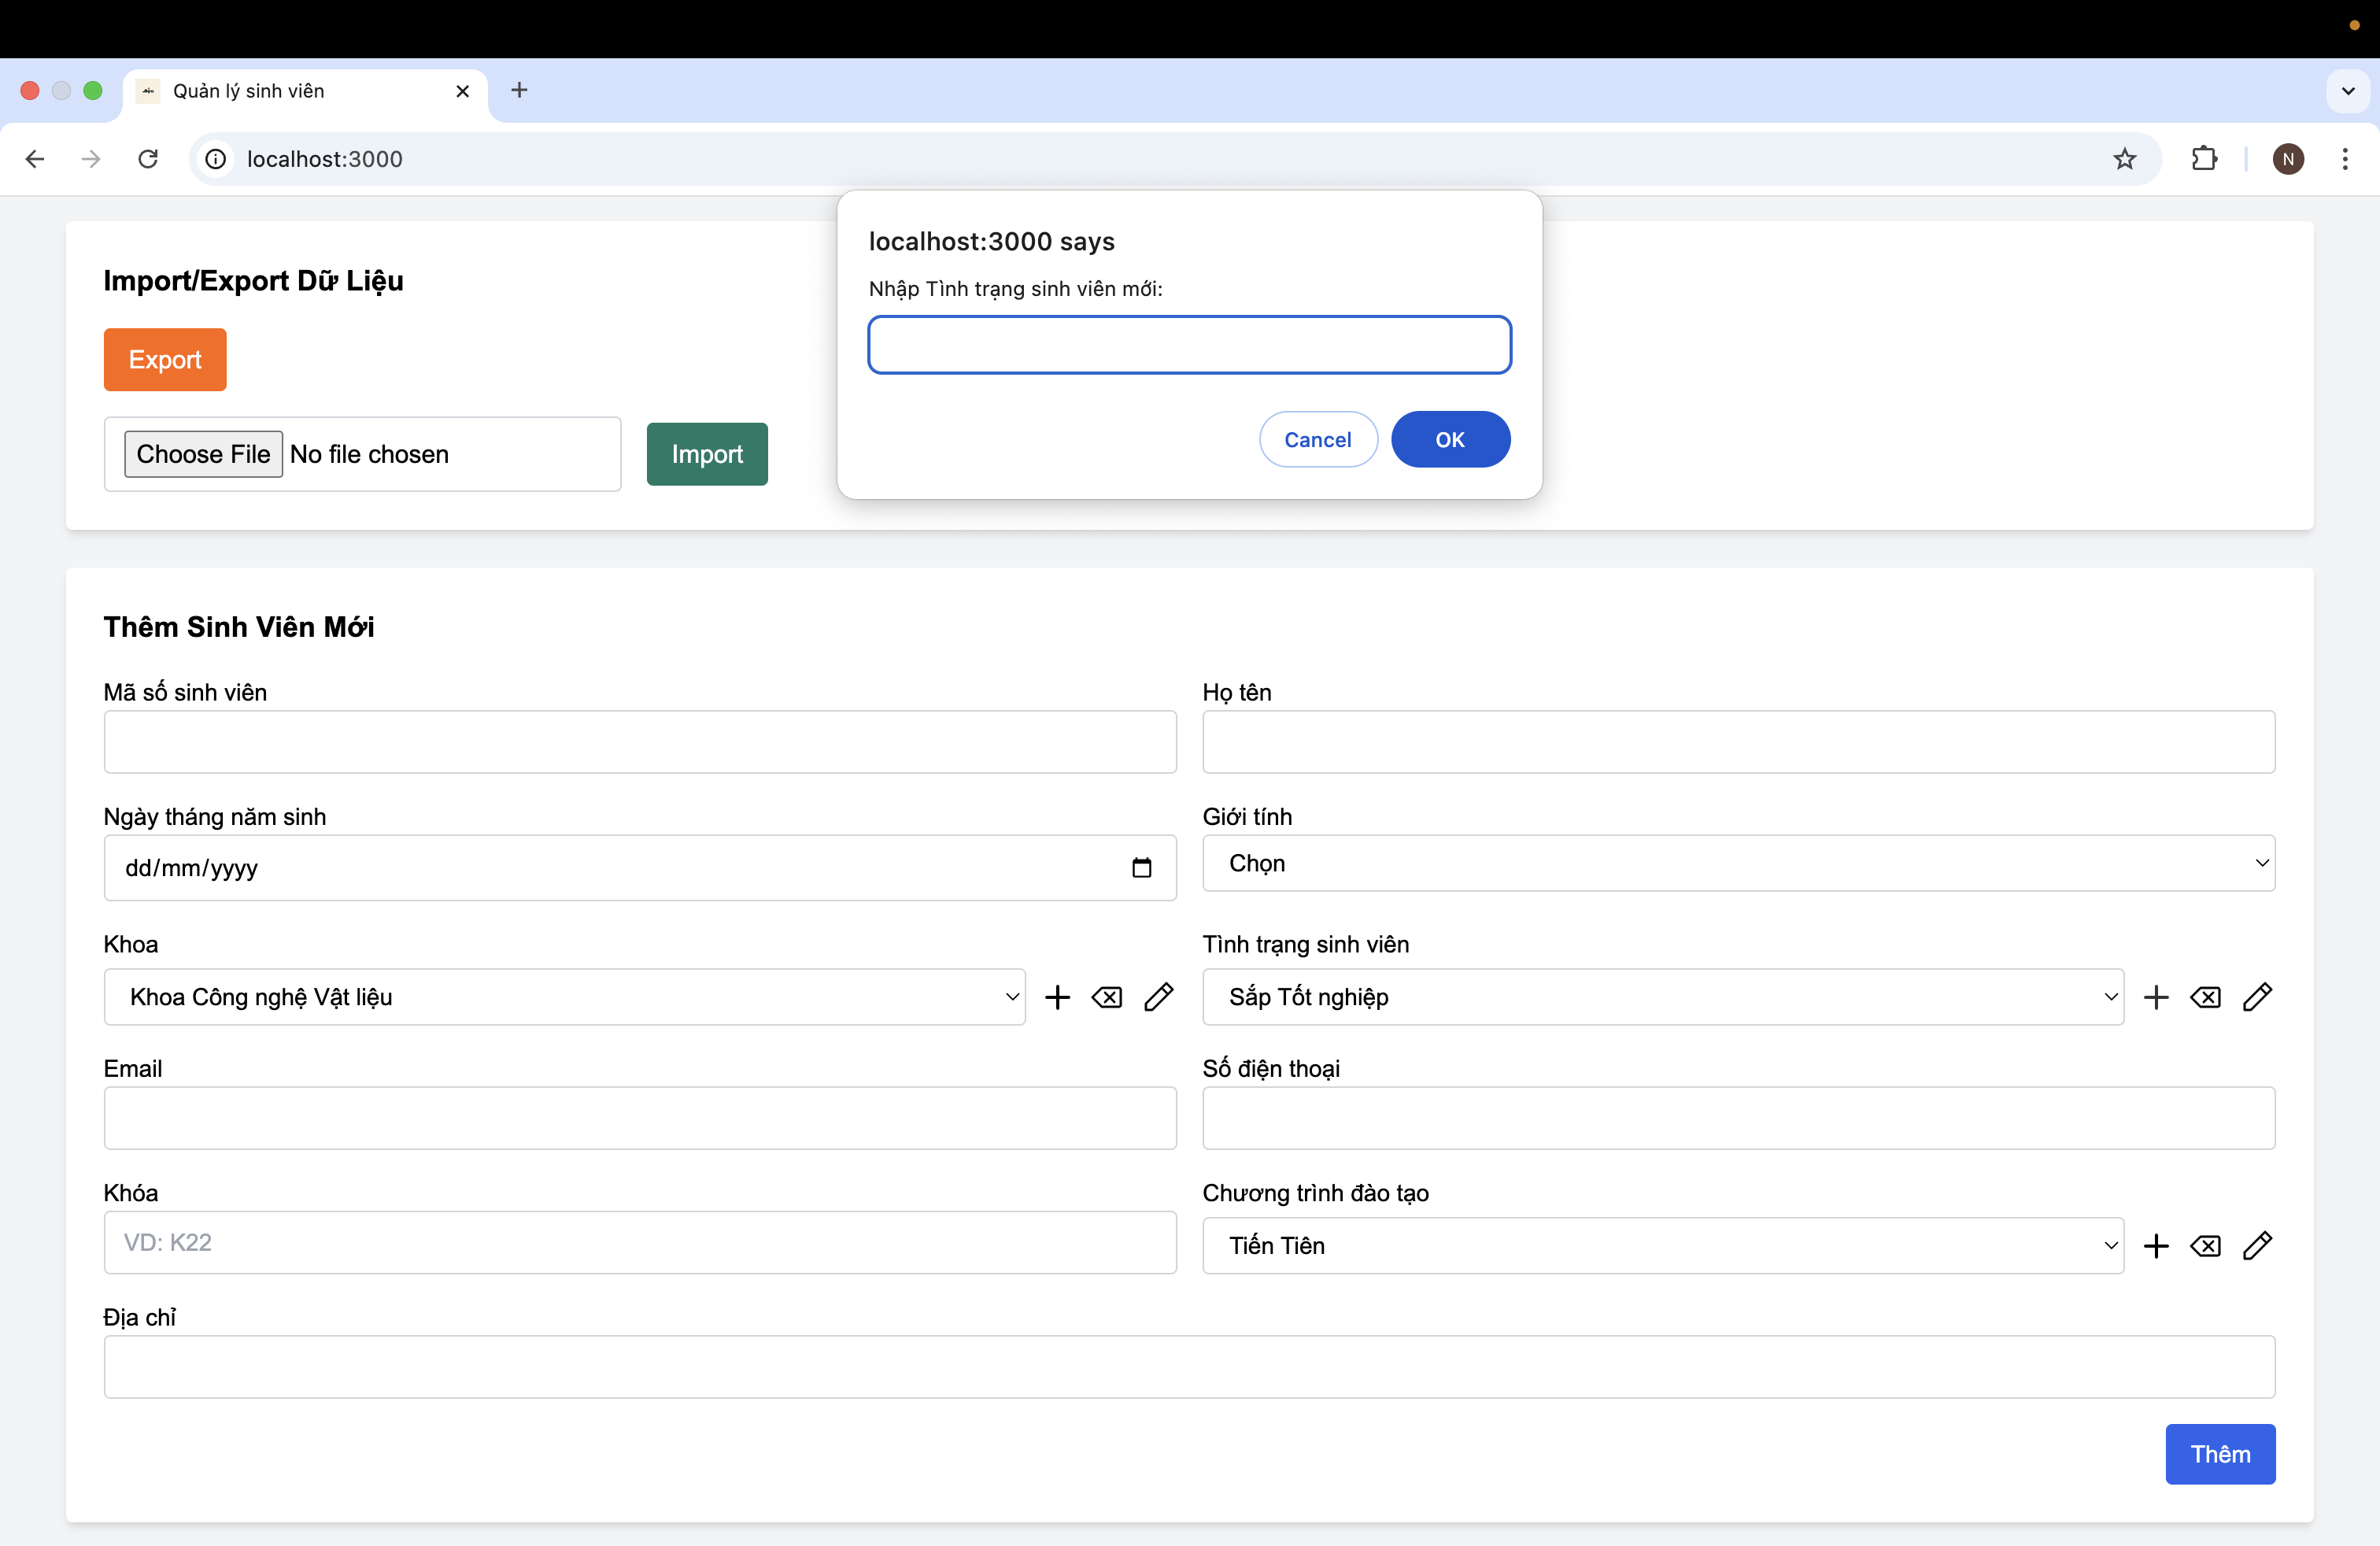 Quản lý sinh viên
localhost:3000
N
localhost:3000 says
Nhập Tình trạng sinh viên mới:
Cancel
OK
Import/Export Dữ Liệu
Export
Choose File No file chosen
Import
Thêm Sinh Viên Mới
Mã số sinh viên
Họ tên
Ngày tháng năm sinh
Giới tính
dd/mm/yyyy
Chọn
Khoa
Tình trạng sinh viên
Khoa Công nghệ Vật liệu
Sắp Tốt nghiệp
Email
Số điện thoại
Khóa
Chương trình đào tạo
VD: K22
Tiến Tiên
Địa chỉ
Thêm